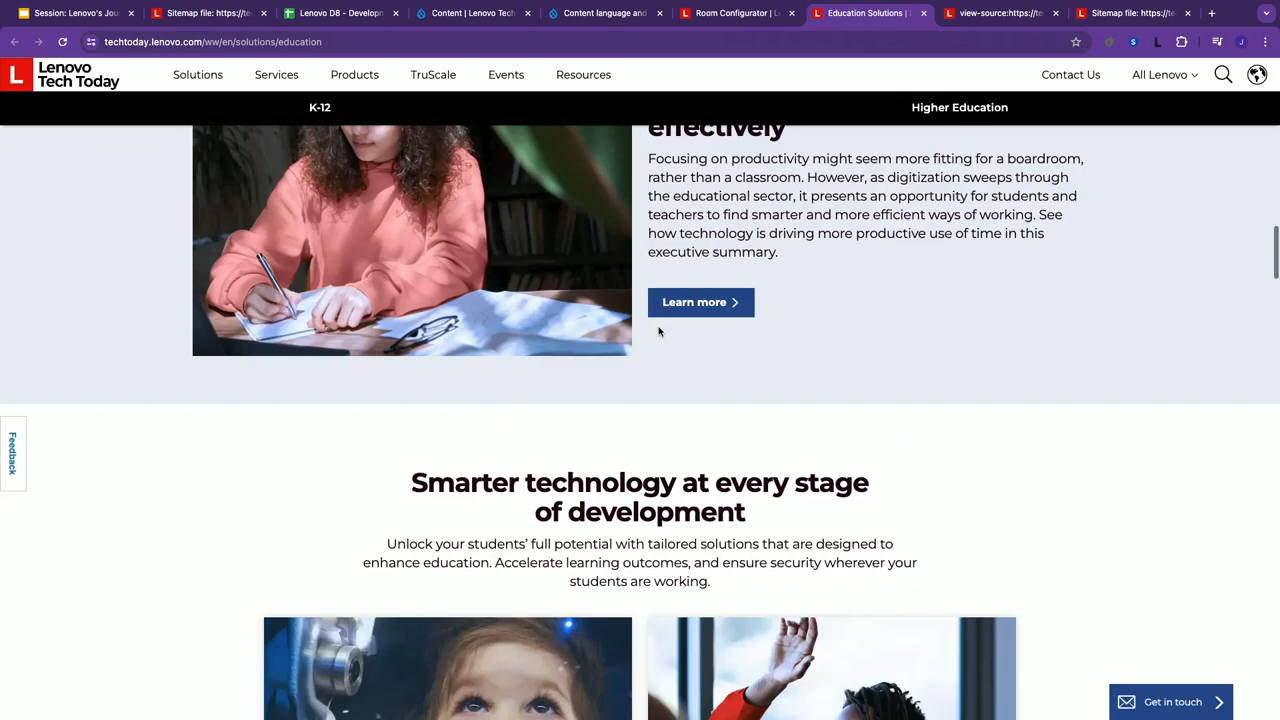 Session: Lenovo's Jou
Sitemap file: https://te
Lenovo D8 - Developm
Content | Lenovo Tech
Content language and
Room Configurator | L
Education Solutions |
view-source:https://te
Sitemap file: https://te
techtoday.lenovo.com/ww/en/solutions/education
L Lenovo
Tech Today
Solutions Services Products TruScale Events Resources Contact Us All Lenovo
K-12 Higher Education
effectively
Focusing on productivity might seem more fitting for a boardroom,
rather than a classroom. However, as digitization sweeps through
the educational sector, it presents an opportunity for students and
teachers to find smarter and more efficient ways of working. See
how technology is driving more productive use of time in this
executive summary.
Learn more
Feedback
Smarter technology at every stage
of development
Unlock your students’ full potential with tailored solutions that are designed to
enhance education. Accelerate learning outcomes, and ensure security wherever your
students are working.
Get in touch